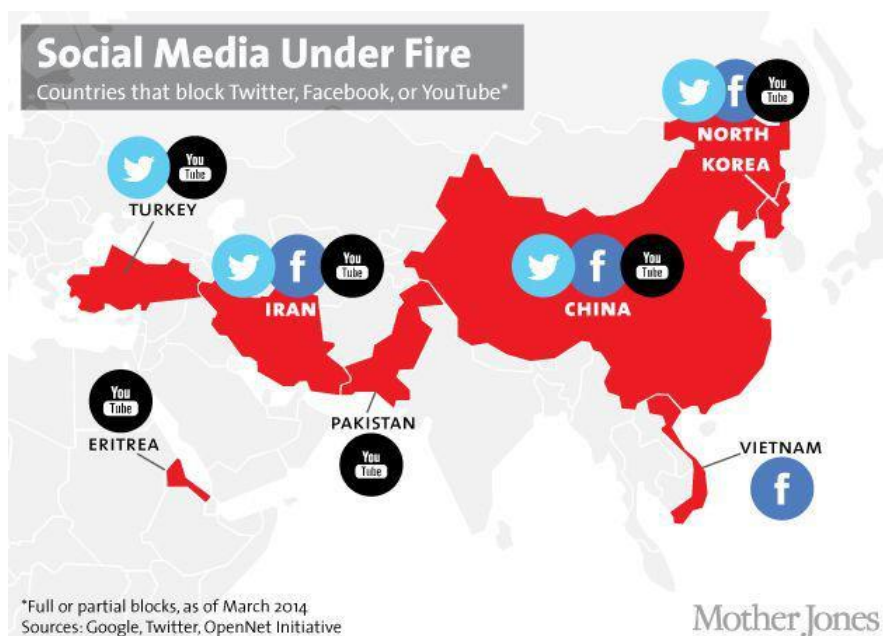 Social Media Under Fire
Countries that block Twitter, Facebook, or YouTube*
You
Tube
NORTH
KOREA
You
Tube
TURKEY
You
Tube
IRAN
You
Tube
CHINA
You
Tube
ERITREA
PAKISTAN
You
Tube
VIETNAM
*Full or partial blocks, as of March 2014
Sources: Google, Twitter, OpenNet Initiative
Mother Jones